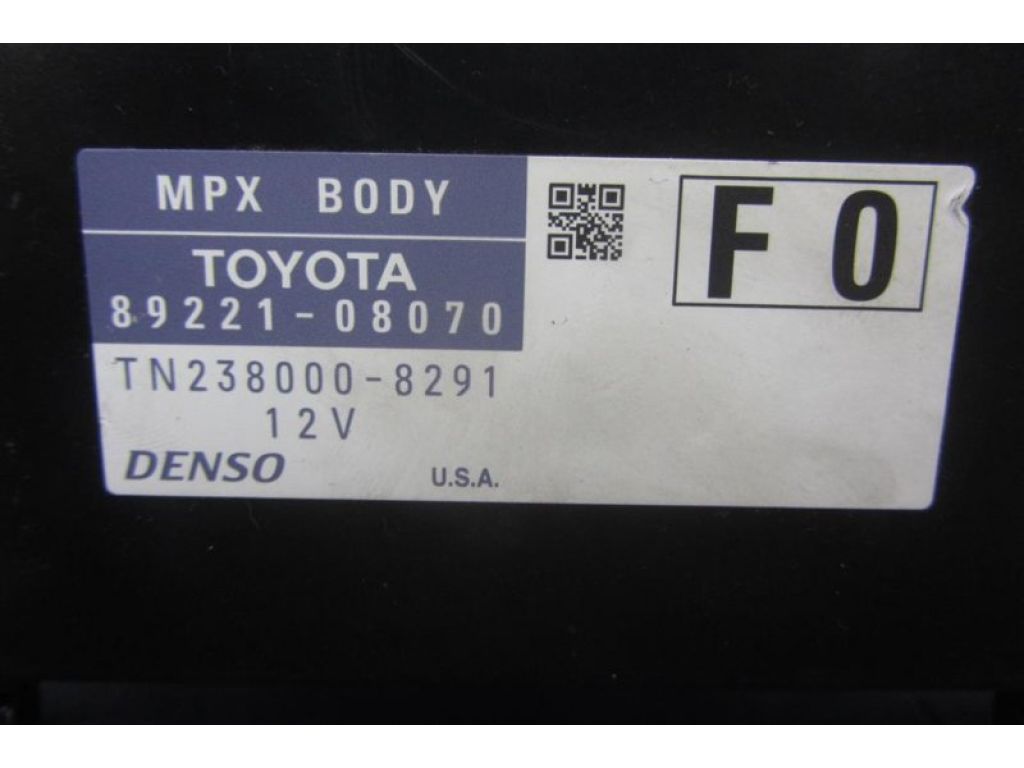 MPX BODY
TOYOTA
89221-08070
TN238000-8291
12V
DENSO
U.S.A.
F 0